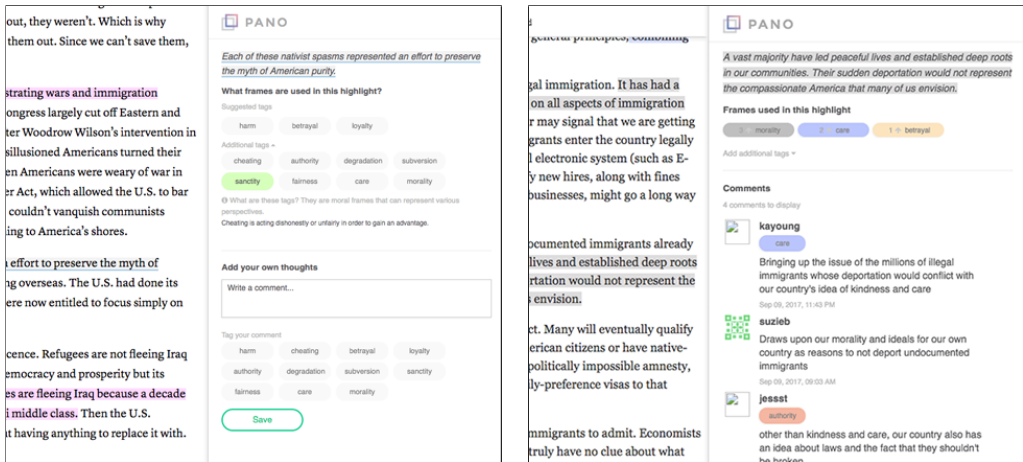 out, they weren't. Which is why
them out. Since we can't save them,
strating wars and immigration
ongress largely cut off Eastern and
ter Woodrow Wilson's intervention in
sillusioned Americans turned their
en Americans were weary of war in
er Act, which allowed the U.S. to bar
couldn't vanquish communists
ning to America's shores.
effort to preserve the myth of
ng overseas. The U.S. had done its
ere now entitled to focus simply on
cence. Refugees are not fleeing Iraq
emocracy and prosperity but its
es are fleeing Iraq because a decade
i middle class. Then the U.S.
t having anything to replace it with.
PANO
Each of these nativist spasms represented an effort to preserve
the myth of American purity.
What frames are used in this highlight?
Suggested tags
harm betrayal loyalty
Additional tags
cheating authority degradation subversion
sanctity fairness care morality
What are these tags? They are moral frames that can represent various
perspectives.
Cheating is acting dishonestly or unfairly in order to gain an advantage.
Add your own thoughts
Write a comment...
Tag your comment
harm cheating betrayal loyalty
authority degradation subversion sanctity
fairness care morality
Save
d
general principles, combining
gal immigration. It has had a
on all aspects of immigration
r may signal that we are getting
grants enter the country legally
l electronic system (such as E-
fy new hires, along with fines
businesses, might go a long way
ocumented immigrants already
lives and established deep roots
rtation would not represent the
s envision.
ct. Many will eventually qualify
erican citizens or have native-
politically impossible amnesty,
ly-preference visas to that
mmigrants to admit. Economists
truly have no clue about what
PANO
A vast majority have led peaceful lives and established deep roots
in our communities. Their sudden deportation would not represent
the compassionate America that many of us envision.
Frames used in this highlight
2 morality 2 care 1 + betrayal
Add additional tags
Comments
4 comments to display
kayoung
care
Bringing up the issue of the millions of illegal
immigrants whose deportation would conflict with
our country's idea of kindness and care
Sep 09, 2017, 11:43 PM
suzieb
Draws upon our morality and ideals for our own
country as reasons to not deport undocumented
immigrants
Sep 09, 2017, 09:03 AM
jessst
authority
other than kindness and care, our country also has
an idea about laws and the fact that they shouldn't
be broken